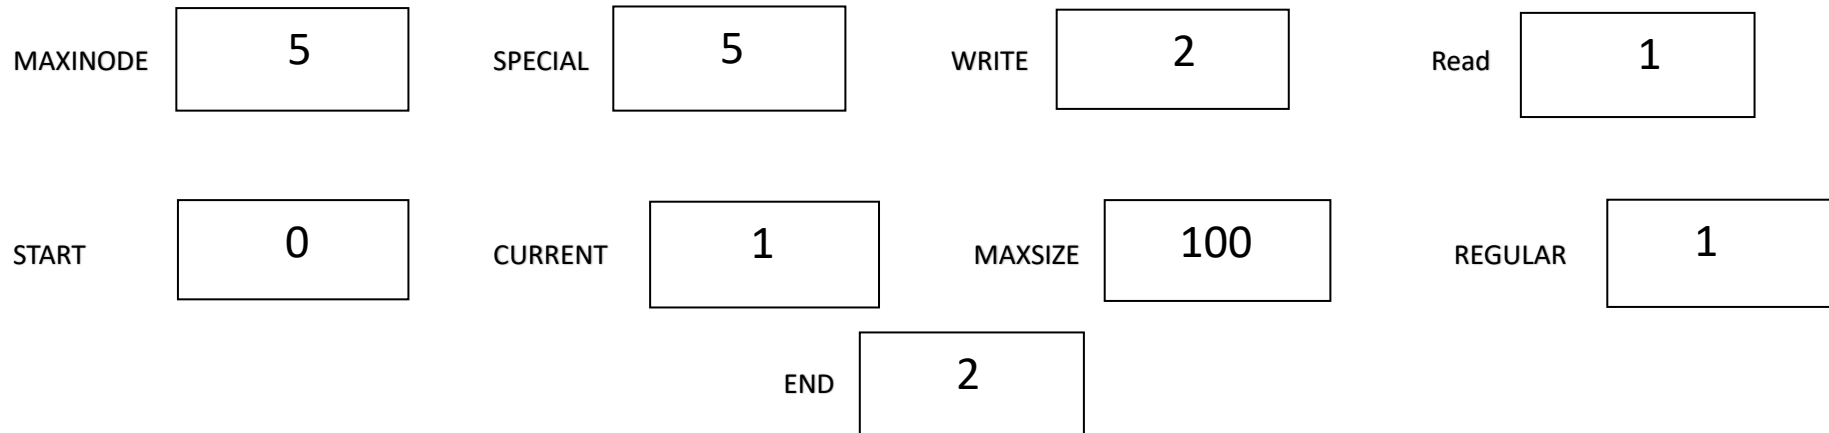 MAXINODE 5 SPECIAL 5 WRITE 2 Read 1
START 0 CURRENT 1 MAXSIZE 100 REGULAR 1
END 2